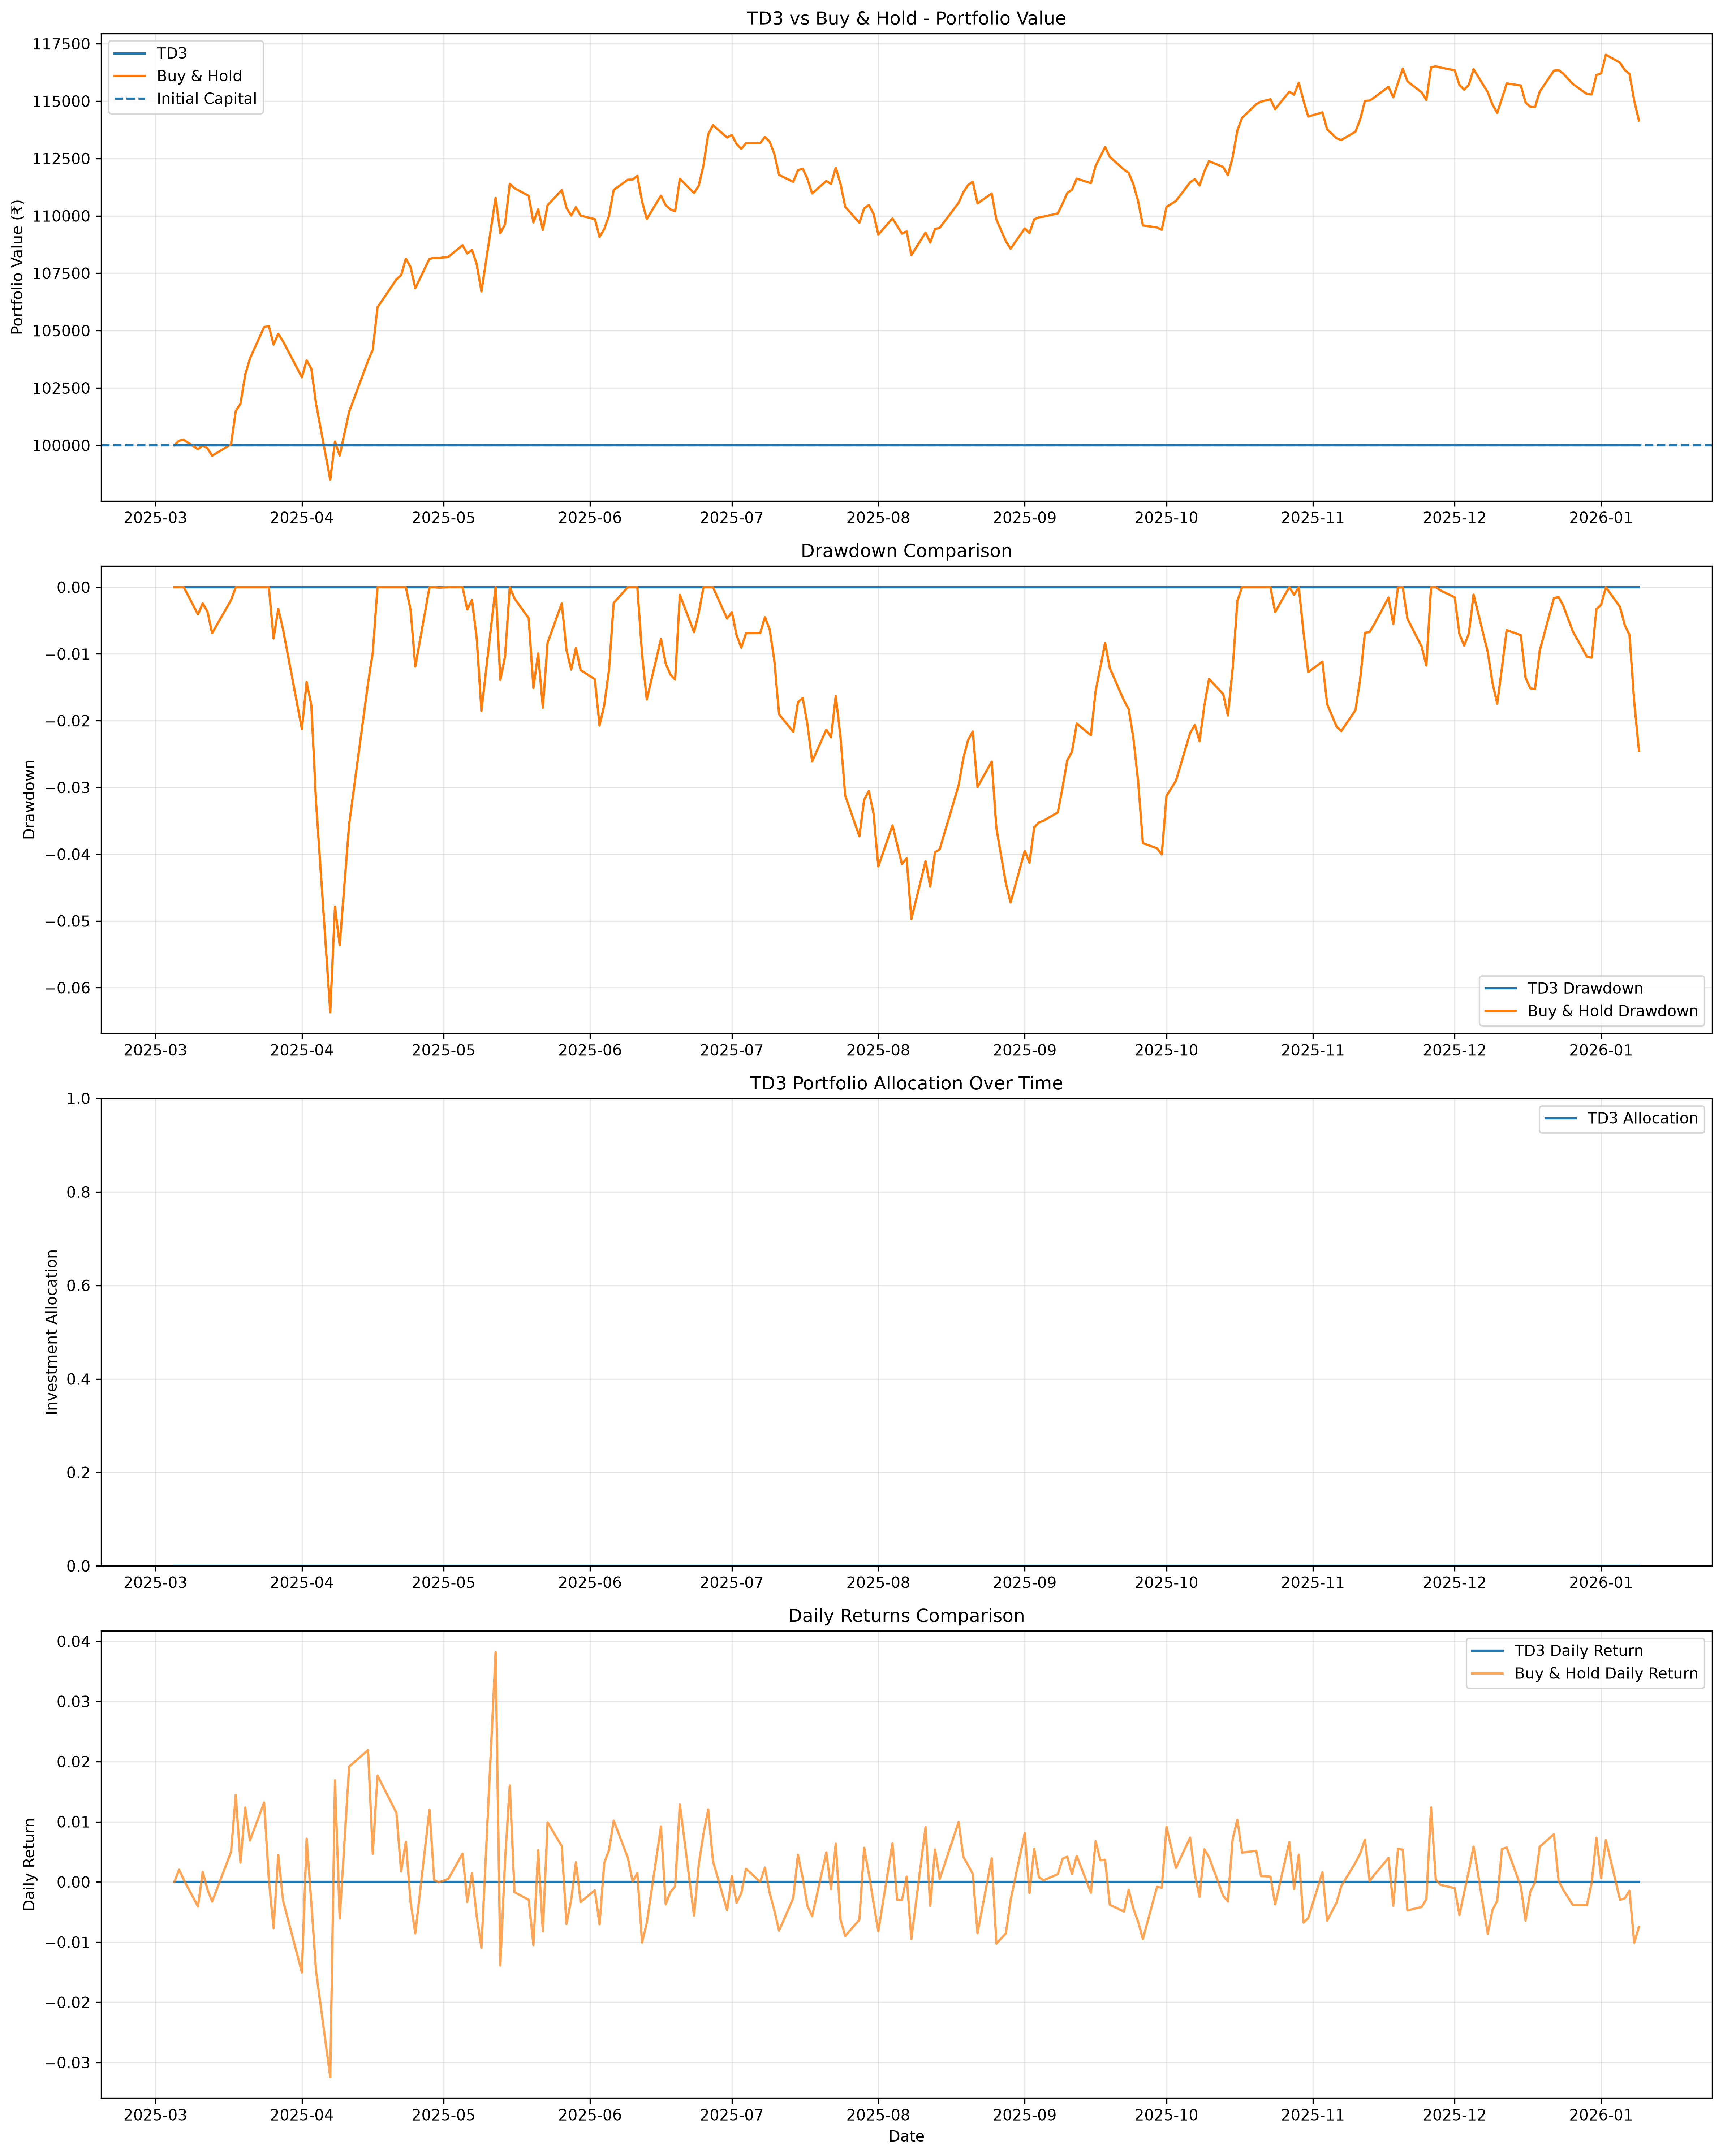 TD3 vs Buy & Hold - Portfolio Value
TD3
Buy & Hold
Initial Capital
Portfolio Value (₹)
117500
115000
112500
110000
107500
105000
102500
100000
2025-03 2025-04 2025-05 2025-06 2025-07 2025-08 2025-09 2025-10 2025-11 2025-12 2026-01
Drawdown Comparison
Drawdown
0.00
−0.01
−0.02
−0.03
−0.04
−0.05
−0.06
TD3 Drawdown
Buy & Hold Drawdown
2025-03 2025-04 2025-05 2025-06 2025-07 2025-08 2025-09 2025-10 2025-11 2025-12 2026-01
TD3 Portfolio Allocation Over Time
TD3 Allocation
Investment Allocation
1.0
0.8
0.6
0.4
0.2
0.0
2025-03 2025-04 2025-05 2025-06 2025-07 2025-08 2025-09 2025-10 2025-11 2025-12 2026-01
Daily Returns Comparison
TD3 Daily Return
Buy & Hold Daily Return
Daily Return
0.04
0.03
0.02
0.01
0.00
−0.01
−0.02
−0.03
2025-03 2025-04 2025-05 2025-06 2025-07 2025-08 2025-09 2025-10 2025-11 2025-12 2026-01
Date